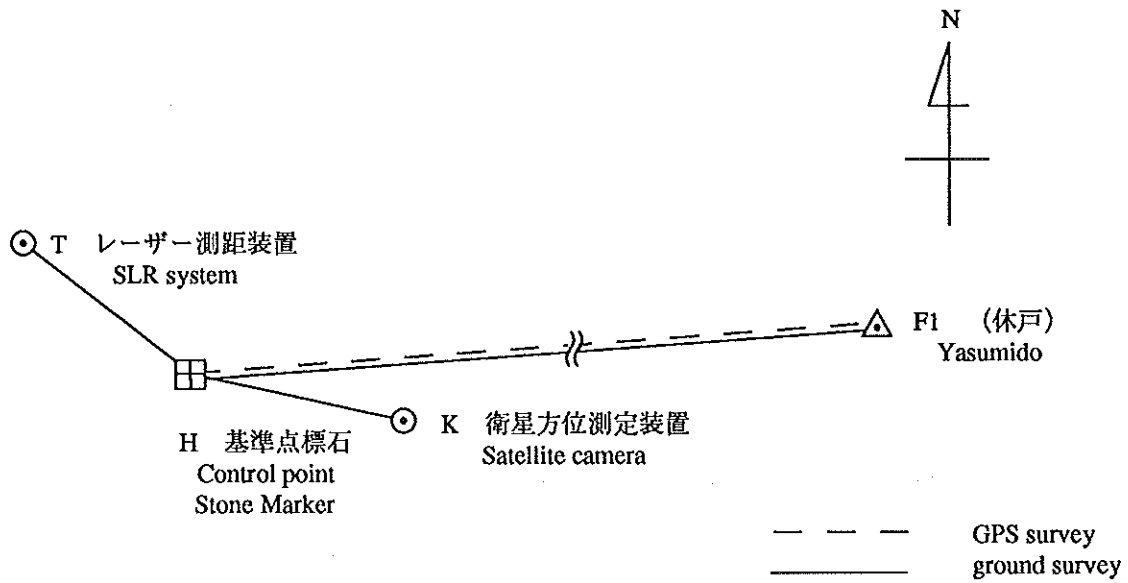 N
T レーザー測距装置
SLR system
F1 （休戸）
Yasumido
H 基準点標石
Control point
Stone Marker
K 衛星方位測定装置
Satellite camera
GPS survey
ground survey